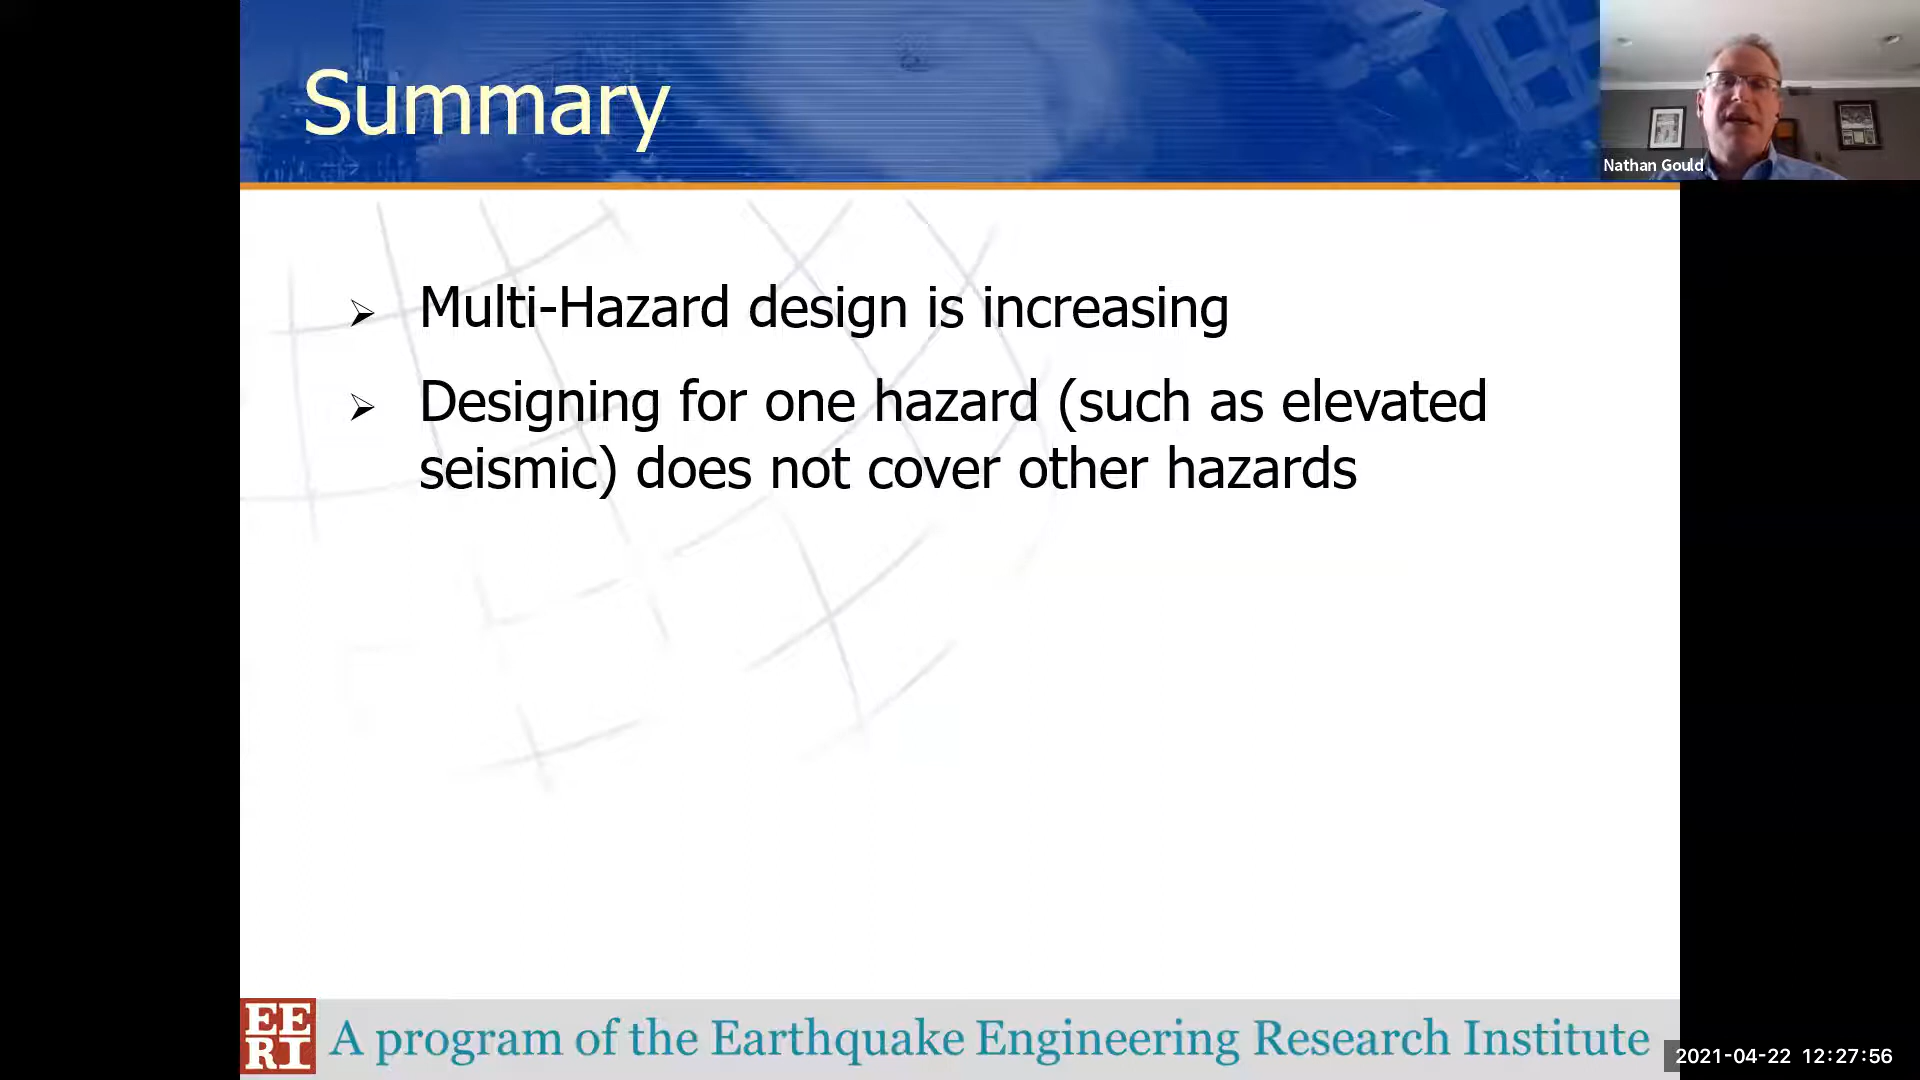 Summary
Nathan Gould
Multi-Hazard design is increasing
Designing for one hazard (such as elevated
seismic) does not cover other hazards
EE
RI
A program of the Earthquake Engineering Research Institute
2021-04-22 12:27:56